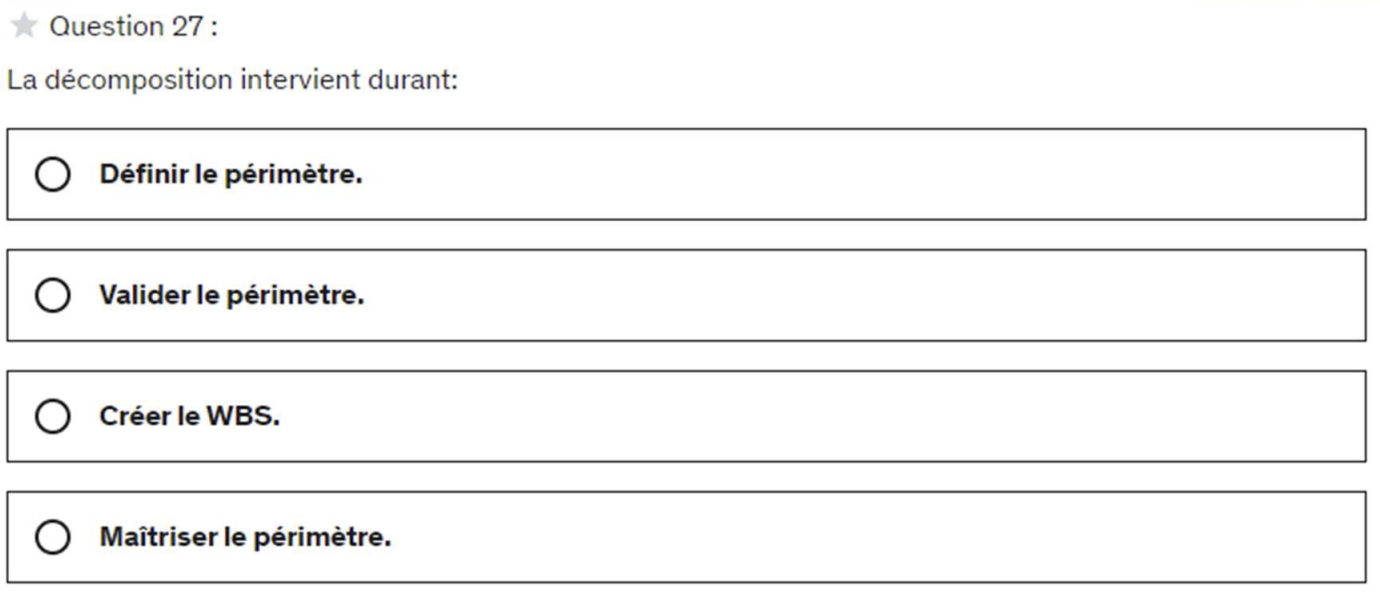 Question 27 :
La décomposition intervient durant:
Définir le périmètre.
Valider le périmètre.
Créer le WBS.
Maîtriser le périmètre.